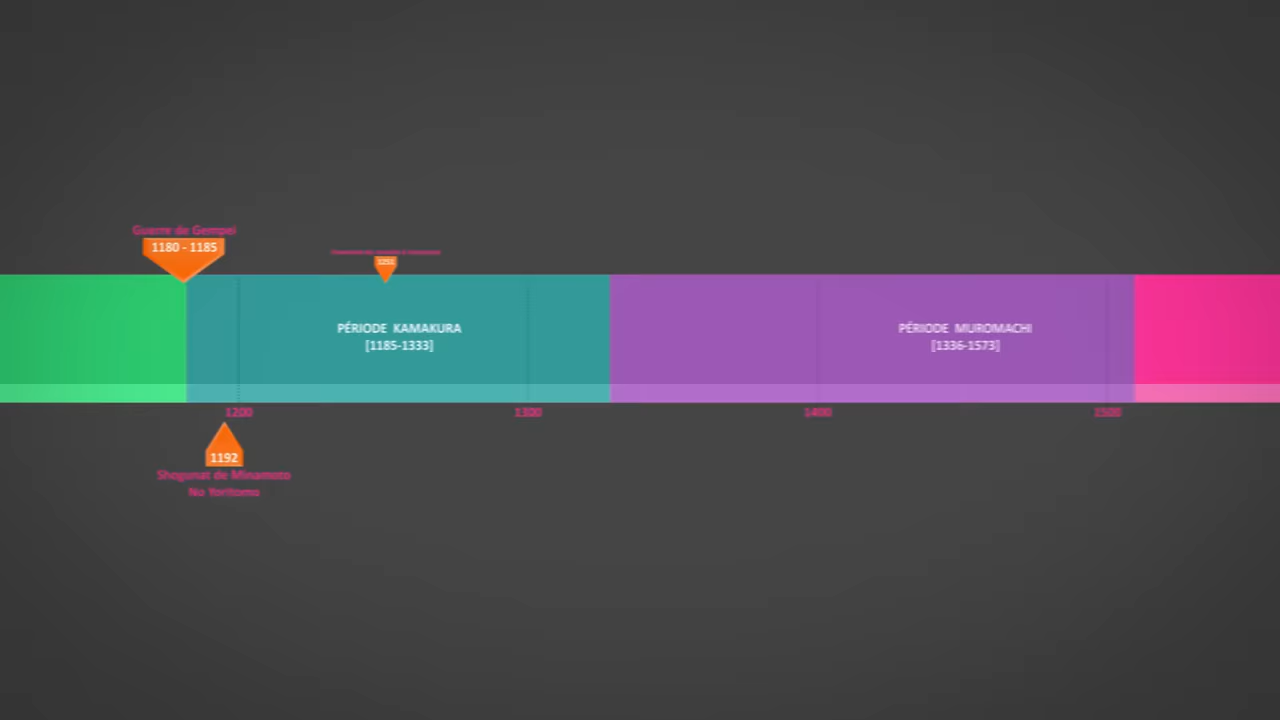 Guerre de Gempei
1180 - 1185
PÉRIODE KAMAKURA
[1185-1333]
PÉRIODE MUROMACHI
[1336-1573]
1200
1300
1400
1500
1192
Shogunat de Minamoto
No Yoritomo